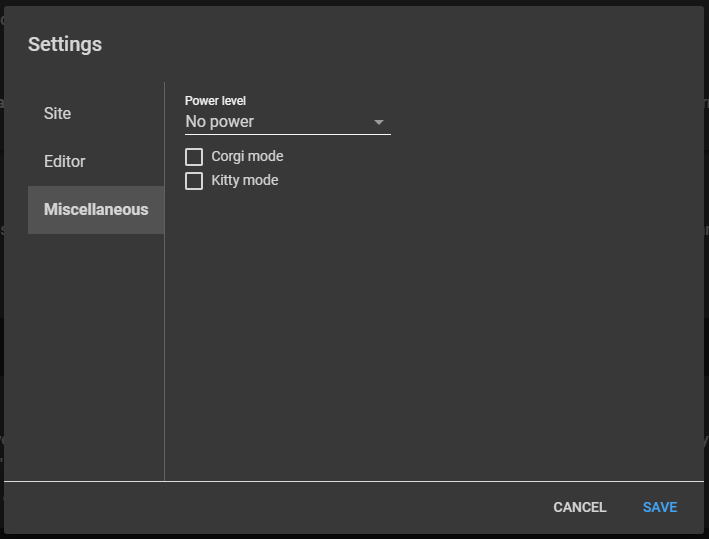 Settings
Site
Editor
Miscellaneous
Power level
No power
Corgi mode
Kitty mode
CANCEL
SAVE